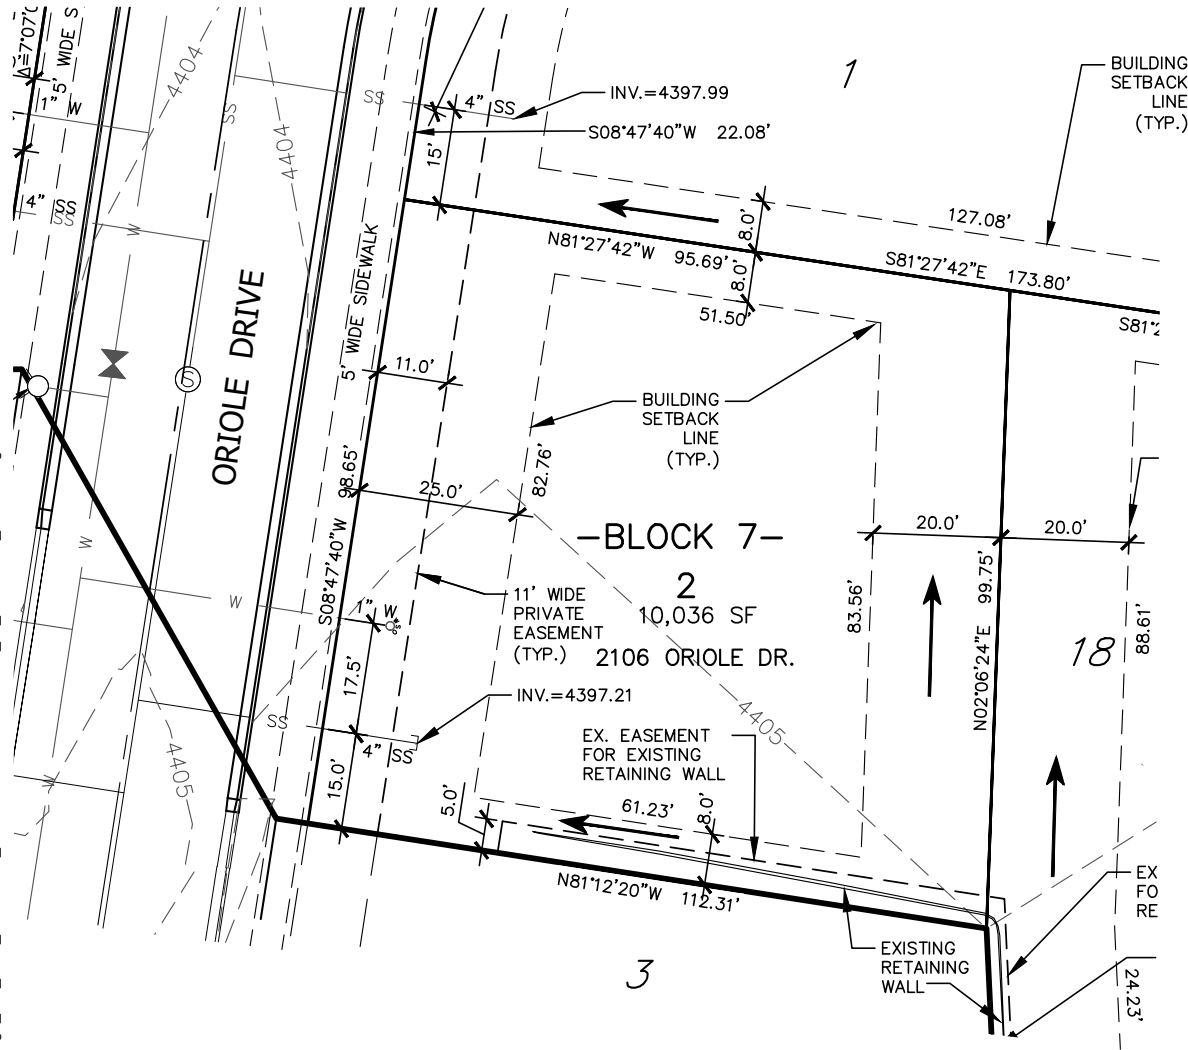 Δ=7°07'0
5' WIDE S
1" W
4" SS
SS
4404
SS
SS
4404
4" SS
INV.=4397.99
S08°47'40"W 22.08'
15'
1
BUILDING
SETBACK
LINE
(TYP.)
127.08'
8.0'
N81°27'42"W 95.69'
8.0'
S81°27'42"E 173.80'
S81°2
51.50'
W
5' WIDE SIDEWALK
ORIOLE DRIVE
S
11.0'
BUILDING
SETBACK
LINE
(TYP.)
98.65'
25.0'
82.76'
-BLOCK 7-
2
10,036 SF
2106 ORIOLE DR.
20.0'
20.0'
83.56'
N02°06'24"E 99.75'
88.61'
18
W
W
S08°47'40"W
1" W
11' WIDE
PRIVATE
EASEMENT
(TYP.)
17.5'
INV.=4397.21
SS
4" SS
4405
4405
W
15.0'
5.0'
EX. EASEMENT
FOR EXISTING
RETAINING WALL
61.23'
8.0'
N81°12'20"W 112.31'
EX
FO
RE
EXISTING
RETAINING
WALL
3
24.23'